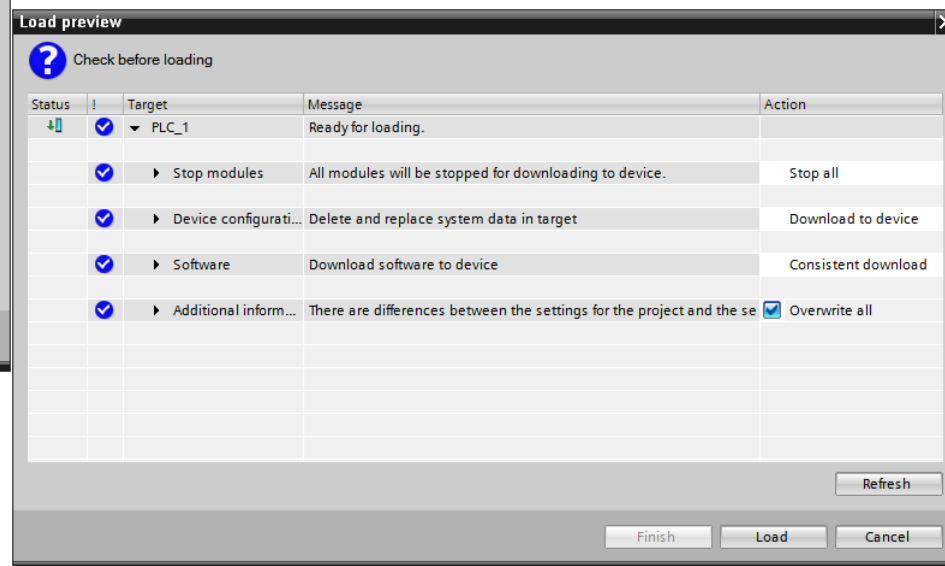 Load preview
?
Check before loading
Status ! Target Message Action
PLC_1 Ready for loading.
Stop modules All modules will be stopped for downloading to device. Stop all
Device configurati... Delete and replace system data in target Download to device
Software Download software to device Consistent download
Additional inform... There are differences between the settings for the project and the se Overwrite all
Refresh
Finish Load Cancel